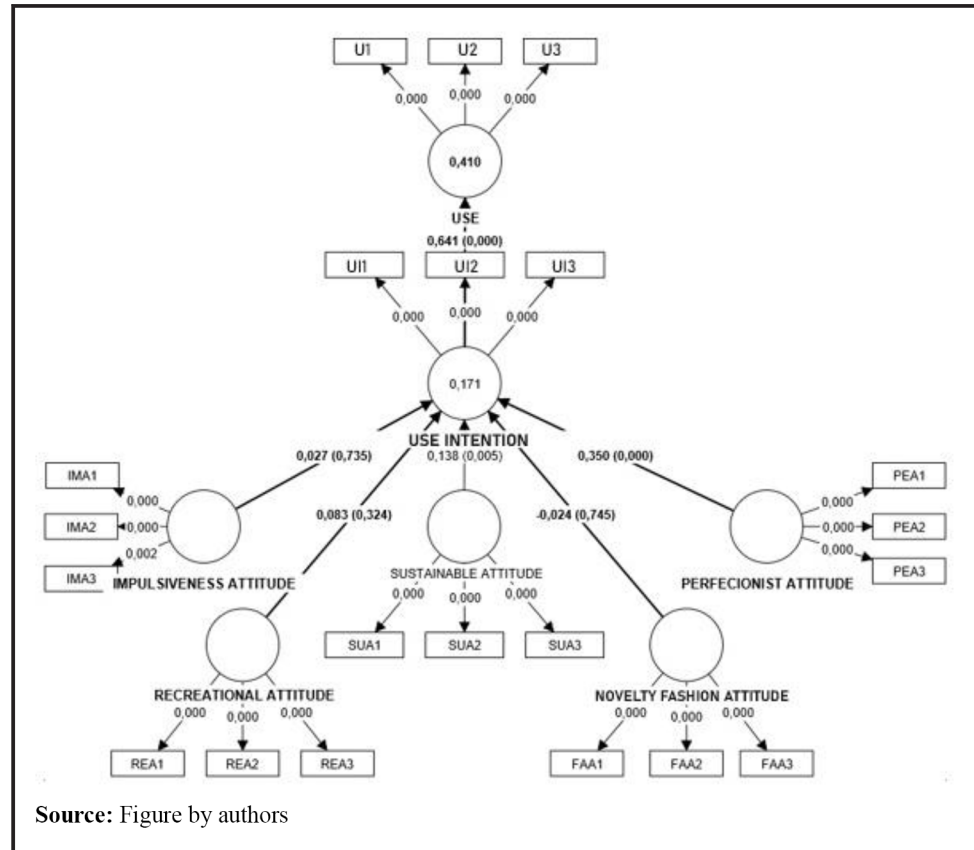 U1 U2 U3
0,000 0,000 0,000
0,410
USE
0,641 (0,000)
UI1 UI2 UI3
0,000 0,000 0,000
0,171
USE INTENTION
0,027 (0,735) 0,138 (0,005) 0,350 (0,000)
IMA1 PEA1
0,000 0,000
0,083 (0,324) -0,024 (0,745)
IMA2 0,000 0,000 PEA2
0,002 0,000
IMA3 PEA3
IMPULSIVENESS ATTITUDE SUSTAINABLE ATTITUDE PERFECIONIST ATTITUDE
0,000 0,000 0,000
SUA1 SUA2 SUA3
RECREATIONAL ATTITUDE NOVELTY FASHION ATTITUDE
0,000 0,000 0,000 0,000 0,000 0,000
REA1 REA2 REA3 FAA1 FAA2 FAA3
Source: Figure by authors